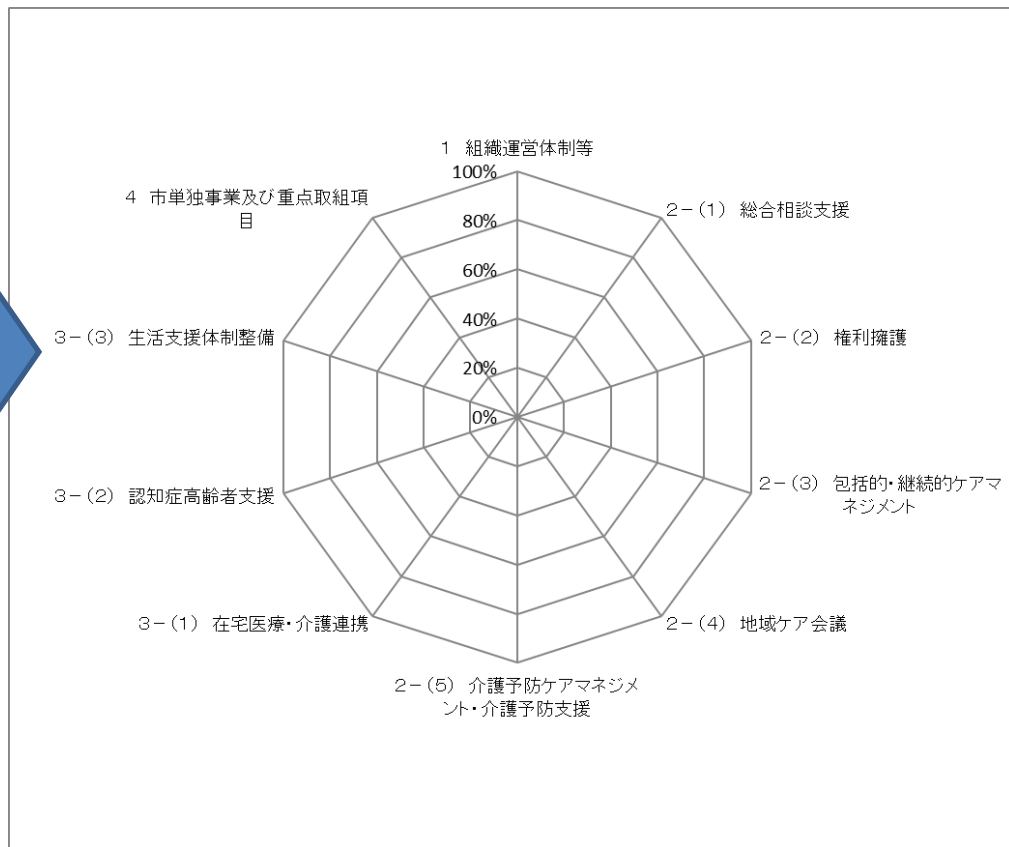 1 組織運営体制等
100%
80%
60%
40%
20%
0%
2-(1) 総合相談支援
2-(2) 権利擁護
2-(3) 包括的・継続的ケアマ
ネジメント
2-(4) 地域ケア会議
2-(5) 介護予防ケアマネジメ
ント・介護予防支援
3-(1) 在宅医療・介護連携
3-(2) 認知症高齢者支援
3-(3) 生活支援体制整備
4 市単独事業及び重点取組項
目